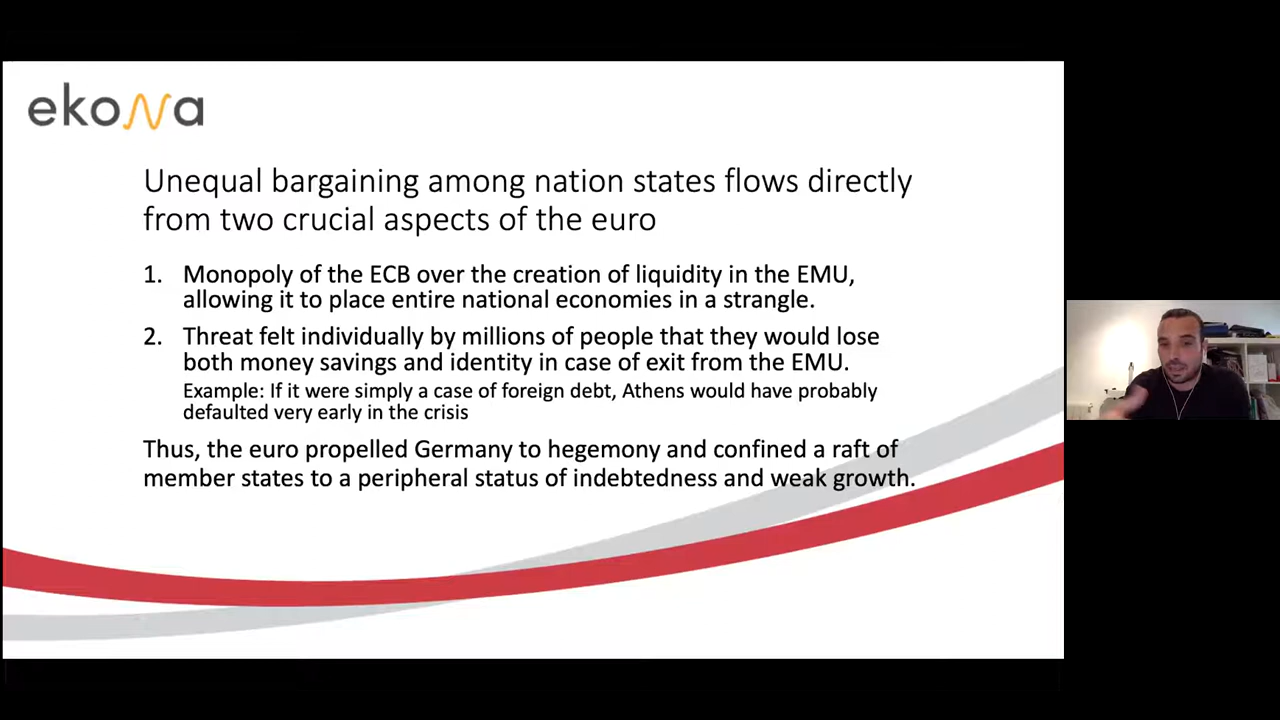 ekona
Unequal bargaining among nation states flows directly
from two crucial aspects of the euro
1. Monopoly of the ECB over the creation of liquidity in the EMU,
allowing it to place entire national economies in a strangle.
2. Threat felt individually by millions of people that they would lose
both money savings and identity in case of exit from the EMU.
Example: If it were simply a case of foreign debt, Athens would have probably
defaulted very early in the crisis
Thus, the euro propelled Germany to hegemony and confined a raft of
member states to a peripheral status of indebtedness and weak growth.